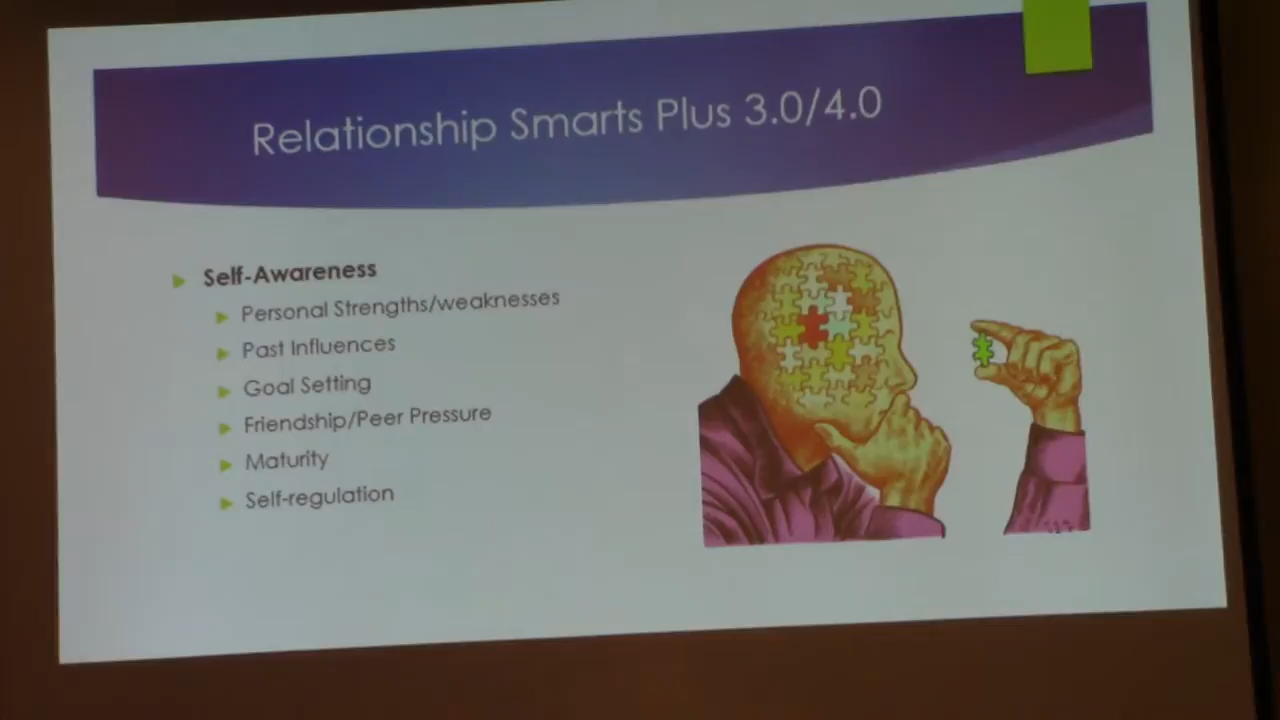 Relationship Smarts Plus 3.0/4.0
Self-Awareness
Personal Strengths/weaknesses
Past Influences
Goal Setting
Friendship/Peer Pressure
Maturity
Self-regulation